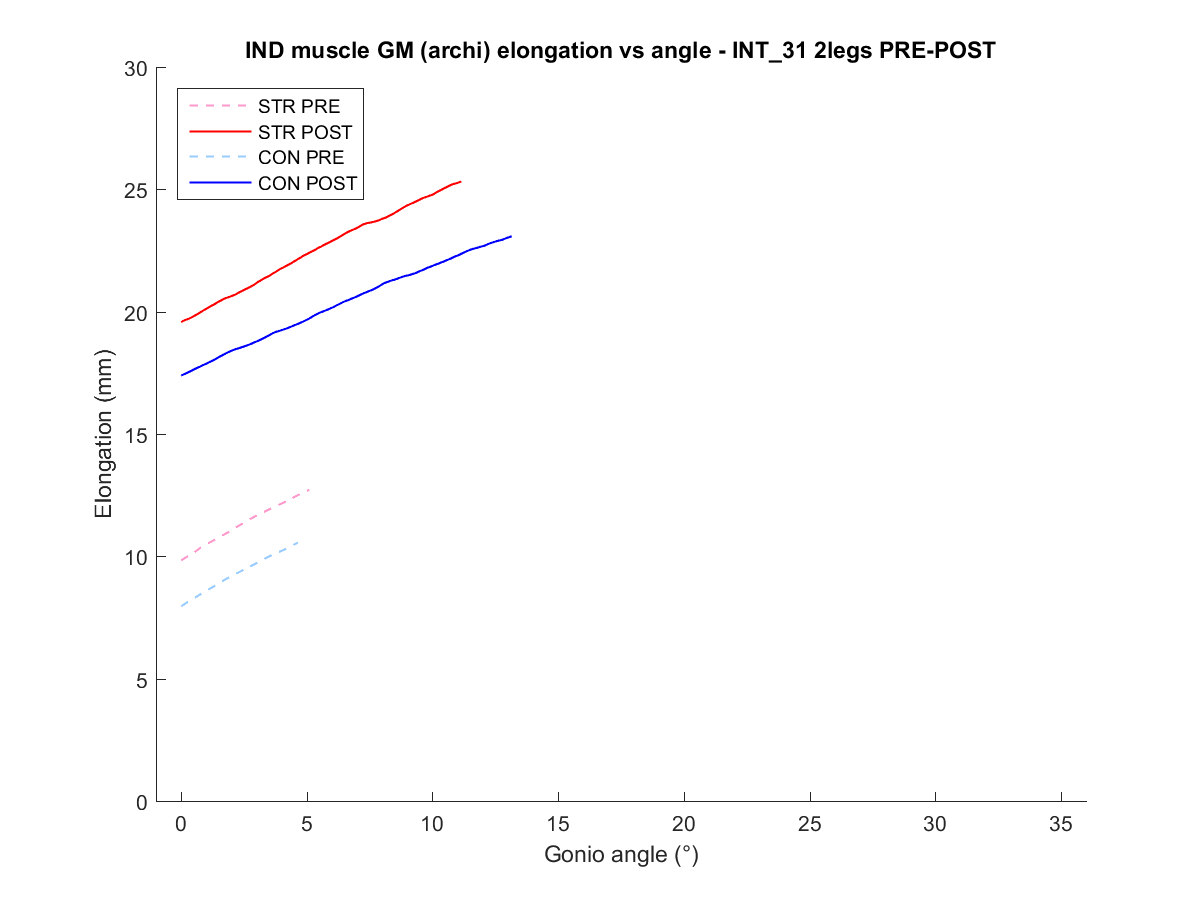 IND muscle GM (archi) elongation vs angle - INT_31 2legs PRE-POST
30
25
20
15
10
5
0
STR PRE
STR POST
CON PRE
CON POST
Elongation (mm)
0 5 10 15 20 25 30 35
Gonio angle (°)